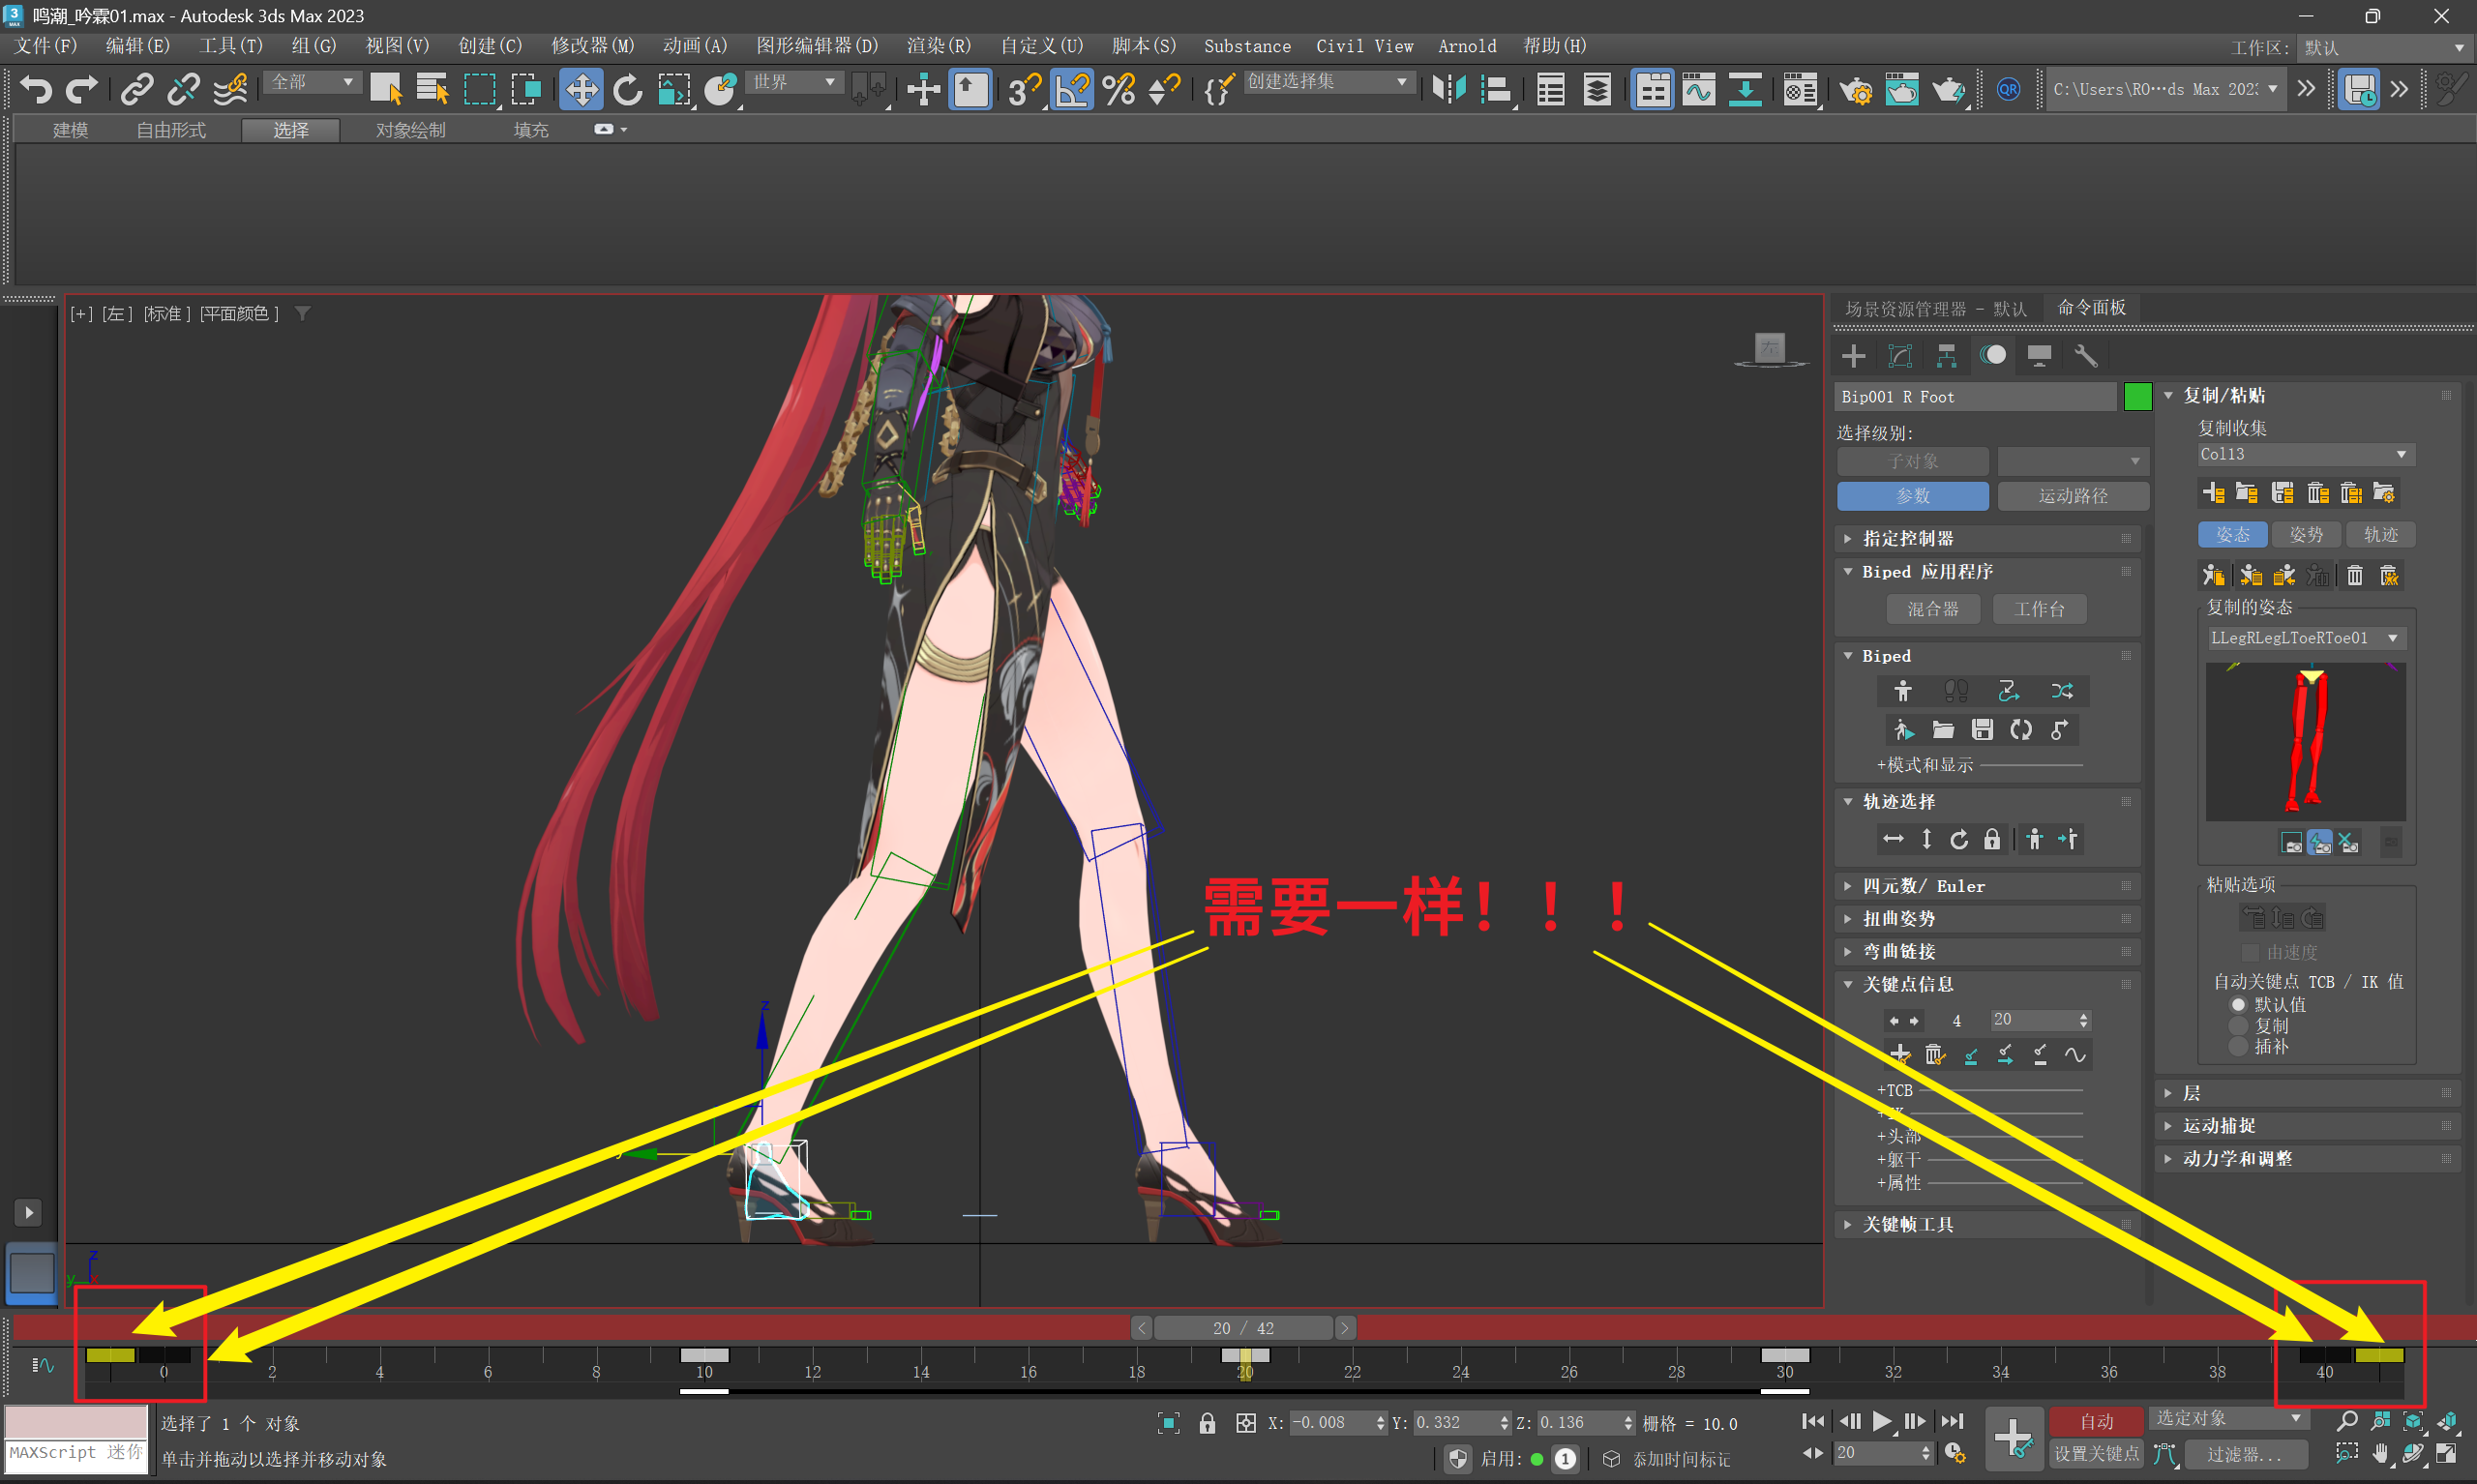 鸣潮_吟霖01.max - Autodesk 3ds Max 2023
文件(F) 编辑(E) 工具(T) 组(G) 视图(V) 创建(C) 修改器(M) 动画(A) 图形编辑器(D) 渲染(R) 自定义(U) 脚本(S) Substance Civil View Arnold 帮助(H)
工作区: 默认
全部 世界 创建选择集 C:\Users\RO···ds Max 202
建模 自由形式 选择 对象绘制 填充
[+] [左] [标准] [平面颜色]
左
场景资源管理器 - 默认 命令面板
Bip001 R Foot
选择级别:
子对象
参数 运动路径
指定控制器
Biped 应用程序
混合器 工作台
Biped
+模式和显示
轨迹选择
四元数/ Euler
扭曲姿势
弯曲链接
关键点信息
4 20
+TCB
+IK
+头部
+躯干
+属性
关键帧工具
复制/粘贴
复制收集
Col13
姿态 姿势 轨迹
复制的姿态
LLegRLegLToeRToe01
粘贴选项
由速度
自动关键点 TCB / IK 值
默认值
复制
插补
层
运动捕捉
动力学和调整
需要一样！！！
z
y
z
y
20 / 42
0 2 4 6 8 10 12 14 16 18 20 22 24 26 28 30 32 34 36 38 40
选择了 1 个 对象
MAXScript 迷你
单击并拖动以选择并移动对象
X: -0.008 Y: 0.332 Z: 0.136 栅格 = 10.0
启用: 1 添加时间标记
20
自动 选定对象
设置关键点 过滤器...